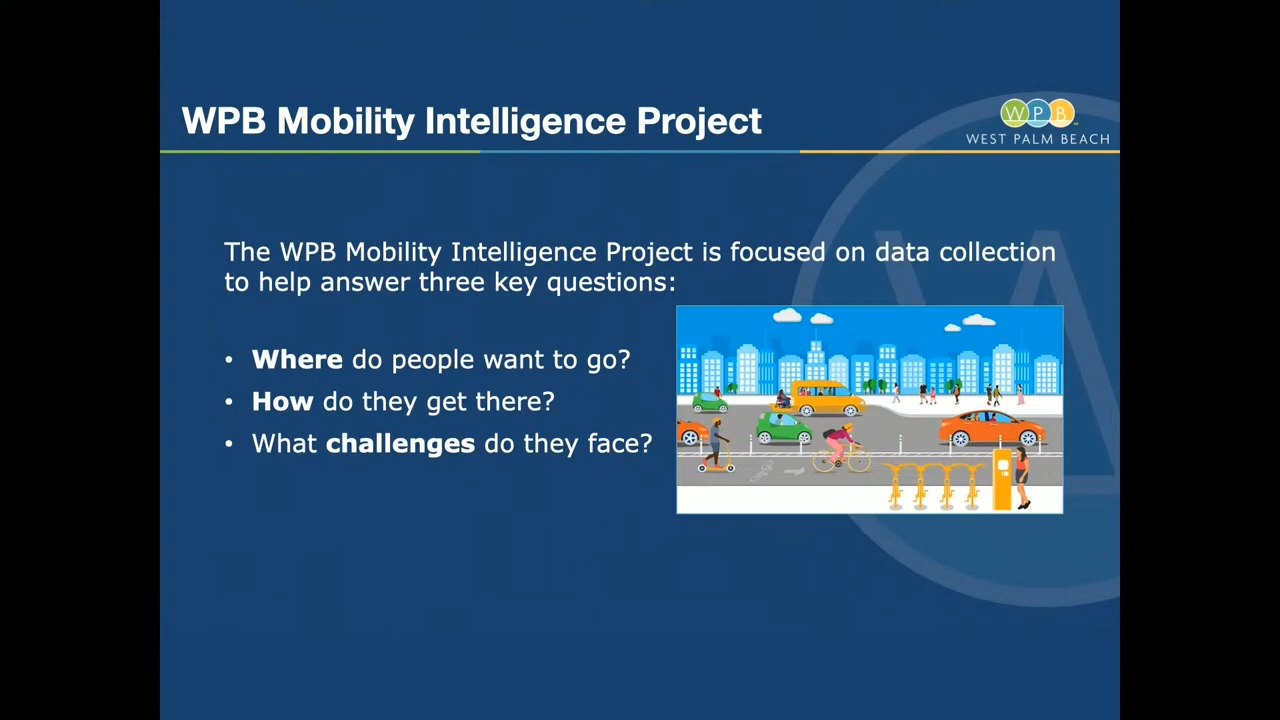 WPB Mobility Intelligence Project
WPB
WEST PALM BEACH
The WPB Mobility Intelligence Project is focused on data collection
to help answer three key questions:
• Where do people want to go?
• How do they get there?
• What challenges do they face?